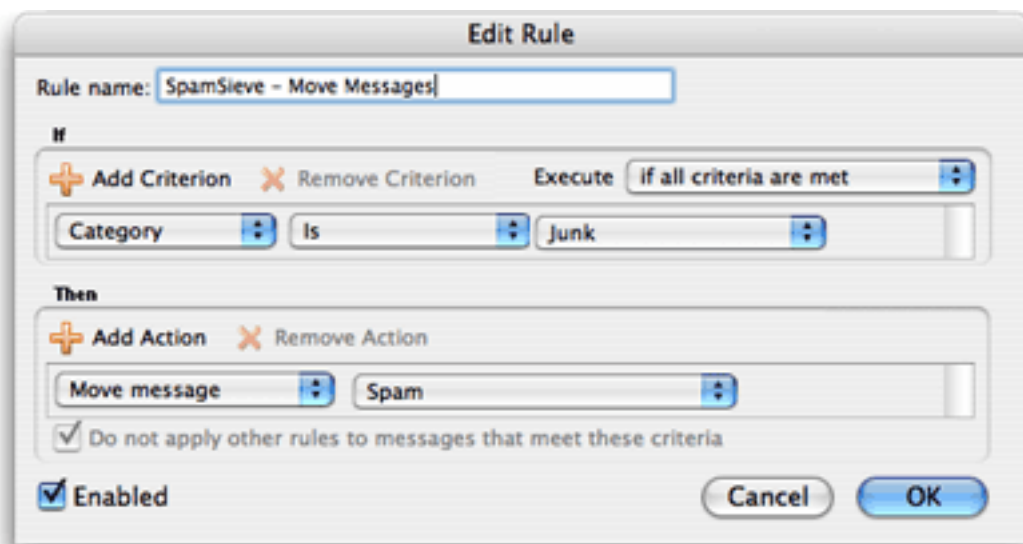 Edit Rule
Rule name: SpamSieve – Move Messages
If
Add Criterion Remove Criterion Execute if all criteria are met
Category Is Junk
Then
Add Action Remove Action
Move message Spam
Do not apply other rules to messages that meet these criteria
Enabled Cancel OK